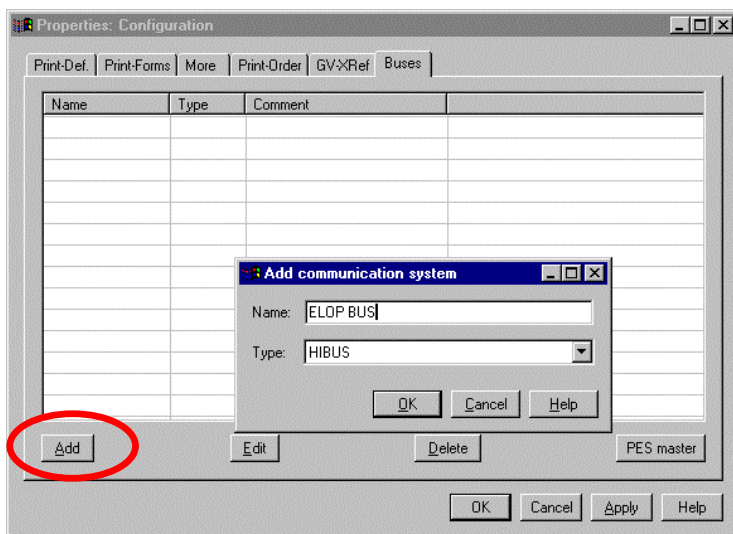 Properties: Configuration
Print-Def. Print-Forms More Print-Order GV-XRef Buses
Name Type Comment
Add communication system
Name: ELOP BUS
Type: HIBUS
OK Cancel Help
Add Edit Delete PES master
OK Cancel Apply Help